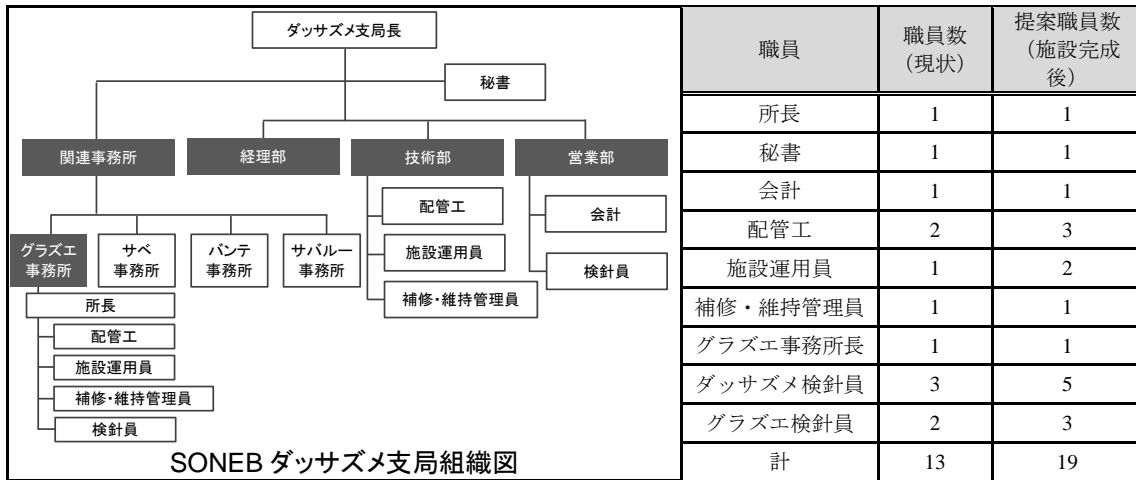 ダッサズメ支局長
秘書
関連事務所
経理部
技術部
営業部
配管工
施設運用員
補修・維持管理員
会計
検針員
グラズエ
事務所
サベ
事務所
バンテ
事務所
サバルー
事務所
所長
配管工
施設運用員
補修・維持管理員
検針員
SONEB ダッサズメ支局組織図
職員 職員数（現状） 提案職員数（施設完成後）
所長 1 1
秘書 1 1
会計 1 1
配管工 2 3
施設運用員 1 2
補修・維持管理員 1 1
グラズエ事務所長 1 1
ダッサズメ検針員 3 5
グラズエ検針員 2 3
計 13 19